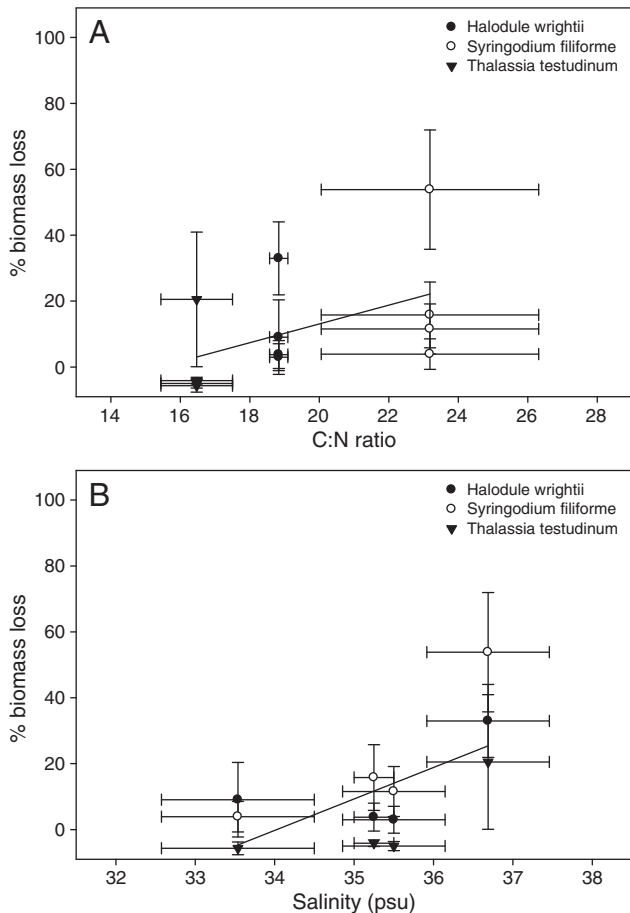 A
Halodule wrightii
Syringodium filiforme
Thalassia testudinum
100
80
60
40
20
0
% biomass loss
14 16 18 20 22 24 26 28
C:N ratio
B
Halodule wrightii
Syringodium filiforme
Thalassia testudinum
100
80
60
40
20
0
% biomass loss
32 33 34 35 36 37 38
Salinity (psu)